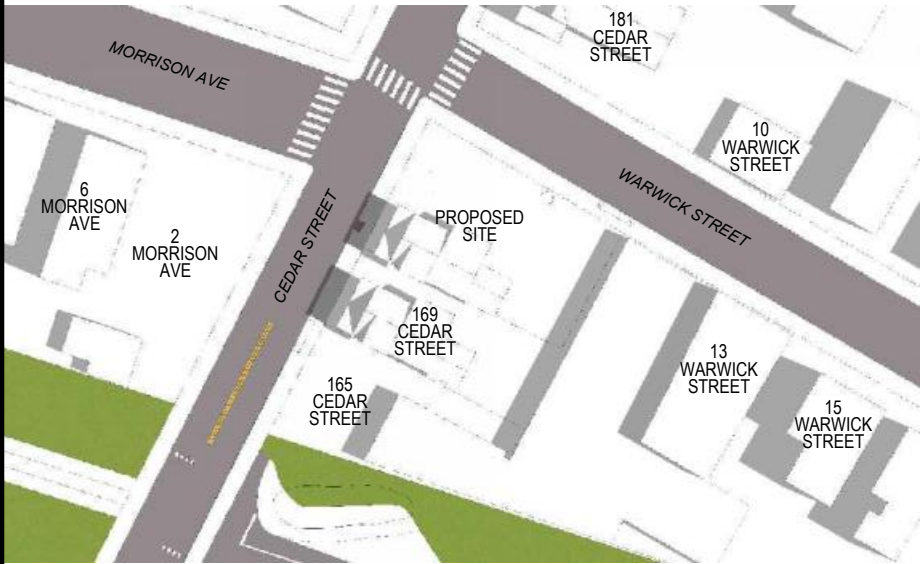 181
CEDAR
STREET
MORRISON AVE
10
WARWICK
STREET
6
MORRISON
AVE
2
MORRISON
AVE
CEDAR STREET
PROPOSED
SITE
WARWICK STREET
169
CEDAR
STREET
165
CEDAR
STREET
13
WARWICK
STREET
15
WARWICK
STREET